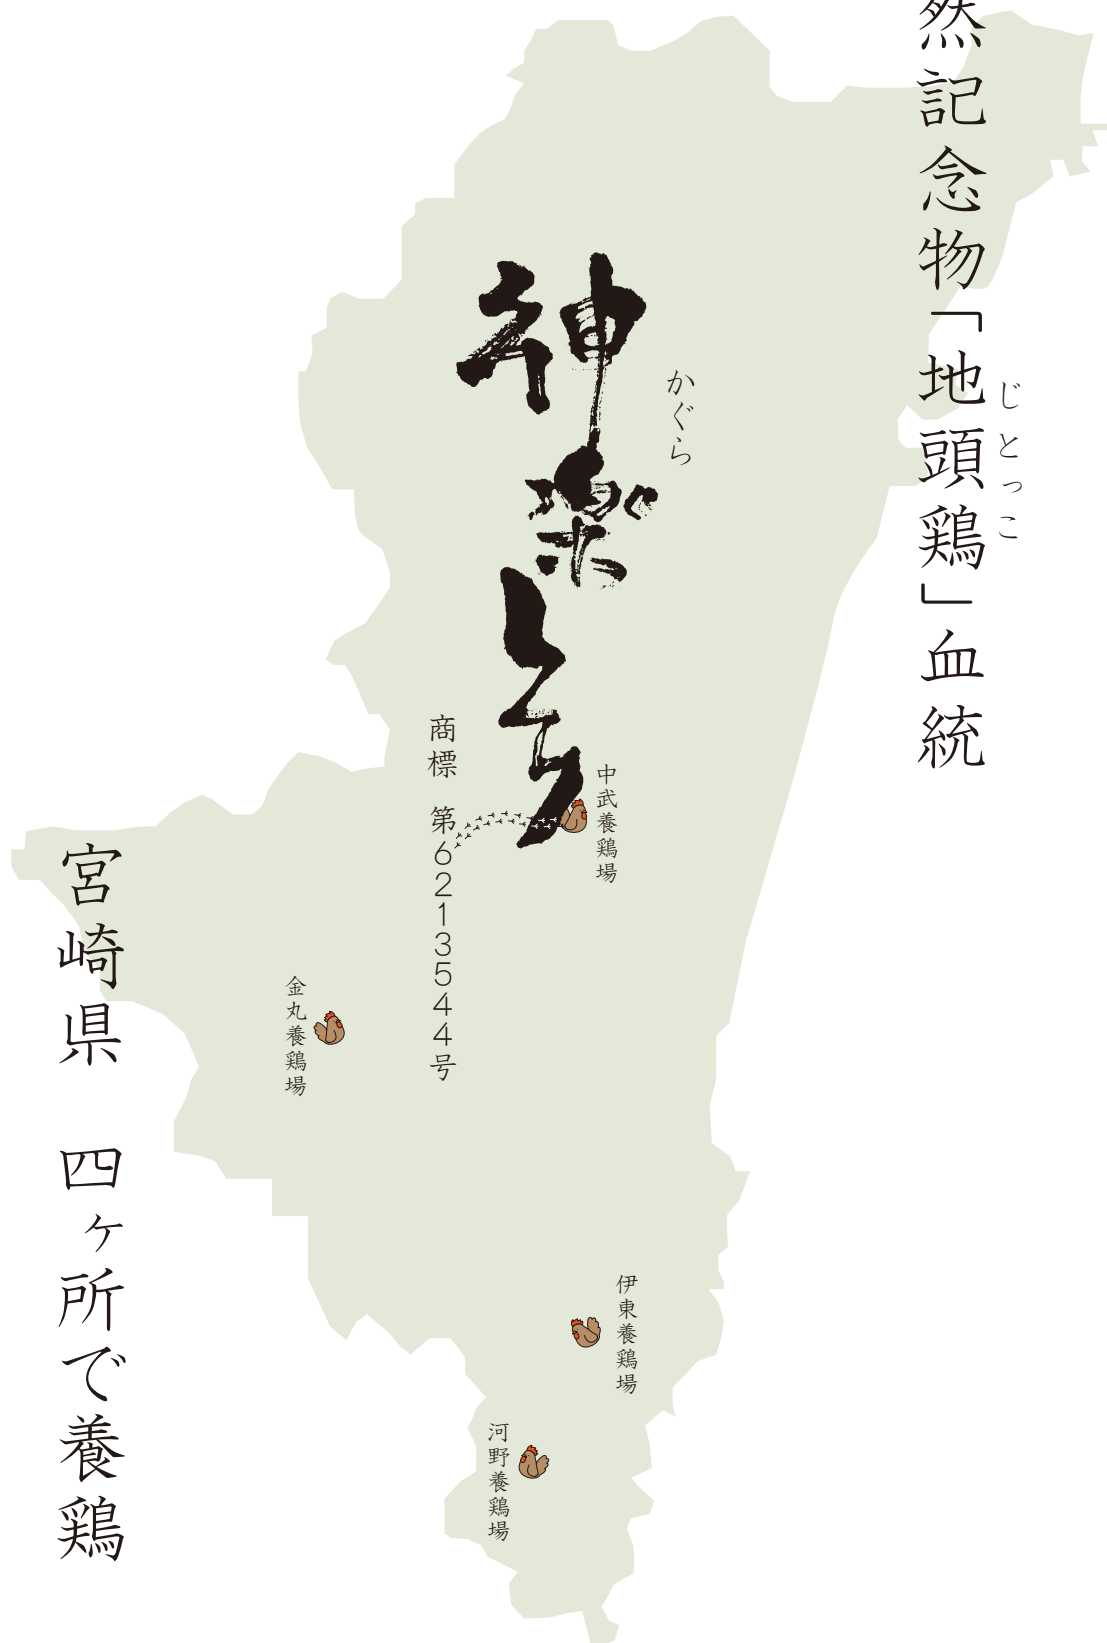 然記念物「地頭鶏」血統
じとっこ
かぐら
神楽
中武養鶏場
商標 第6213544号
伊東養鶏場
河野養鶏場
金丸養鶏場
宮崎県 四ヶ所で養鶏